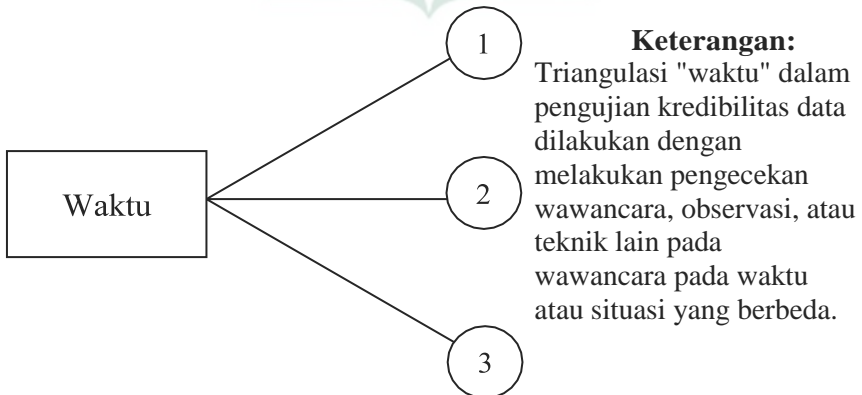 Waktu
1
2
3
Keterangan:
Triangulasi "waktu" dalam
pengujian kredibilitas data
dilakukan dengan
melakukan pengecekan
wawancara, observasi, atau
teknik lain pada
wawancara pada waktu
atau situasi yang berbeda.